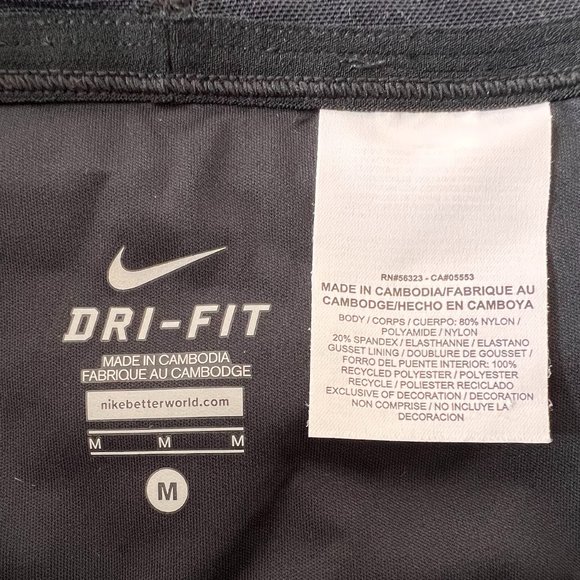 DRI-FIT
MADE IN CAMBODIA
FABRIQUE AU CAMBODGE
nikebetterworld.com
M M M
M
RN#56323 - CA#05553
MADE IN CAMBODIA/FABRIQUE AU
CAMBODGE/HECHO EN CAMBOYA
BODY / CORPS / CUERPO: 80% NYLON /
POLYAMIDE / NYLON
20% SPANDEX / ELASTHANNE / ELASTANO
GUSSET LINING / DOUBLURE DE GOUSSET /
FORRO DEL PUENTE INTERIOR: 100%
RECYCLED POLYESTER / POLYESTER
RECYCLE / POLIESTER RECICLADO
EXCLUSIVE OF DECORATION / DECORATION
NON COMPRISE / NO INCLUYE LA
DECORACION